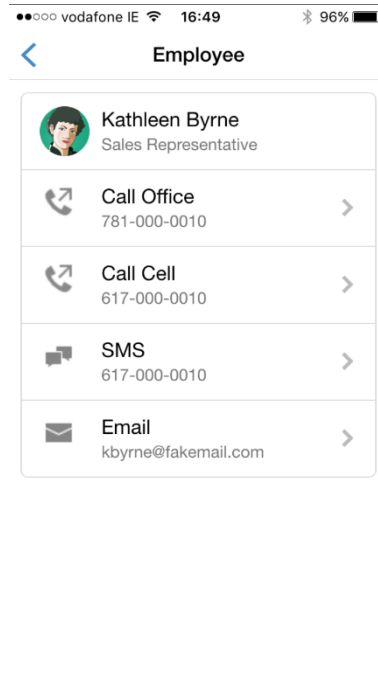 vodafone IE 16:49 96%
Employee
Kathleen Byrne
Sales Representative
Call Office
781-000-0010
Call Cell
617-000-0010
SMS
617-000-0010
Email
kbyrne@fakemail.com